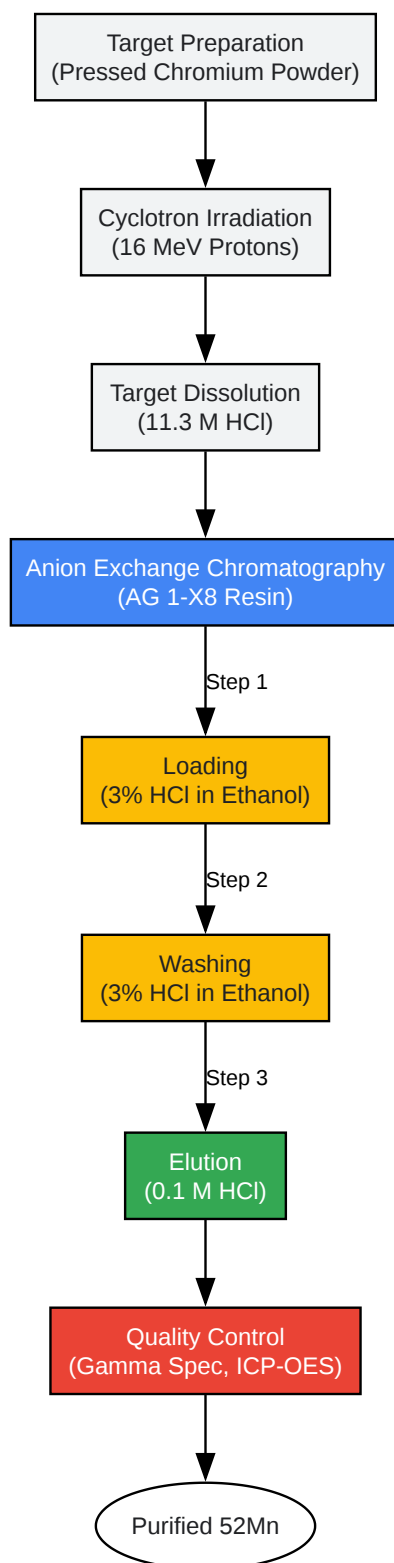 Target Preparation
(Pressed Chromium Powder)
Cyclotron Irradiation
(16 MeV Protons)
Target Dissolution
(11.3 M HCl)
Anion Exchange Chromatography
(AG 1-X8 Resin)
Step 1
Loading
(3% HCl in Ethanol)
Step 2
Washing
(3% HCl in Ethanol)
Step 3
Elution
(0.1 M HCl)
Quality Control
(Gamma Spec, ICP-OES)
Purified 52Mn